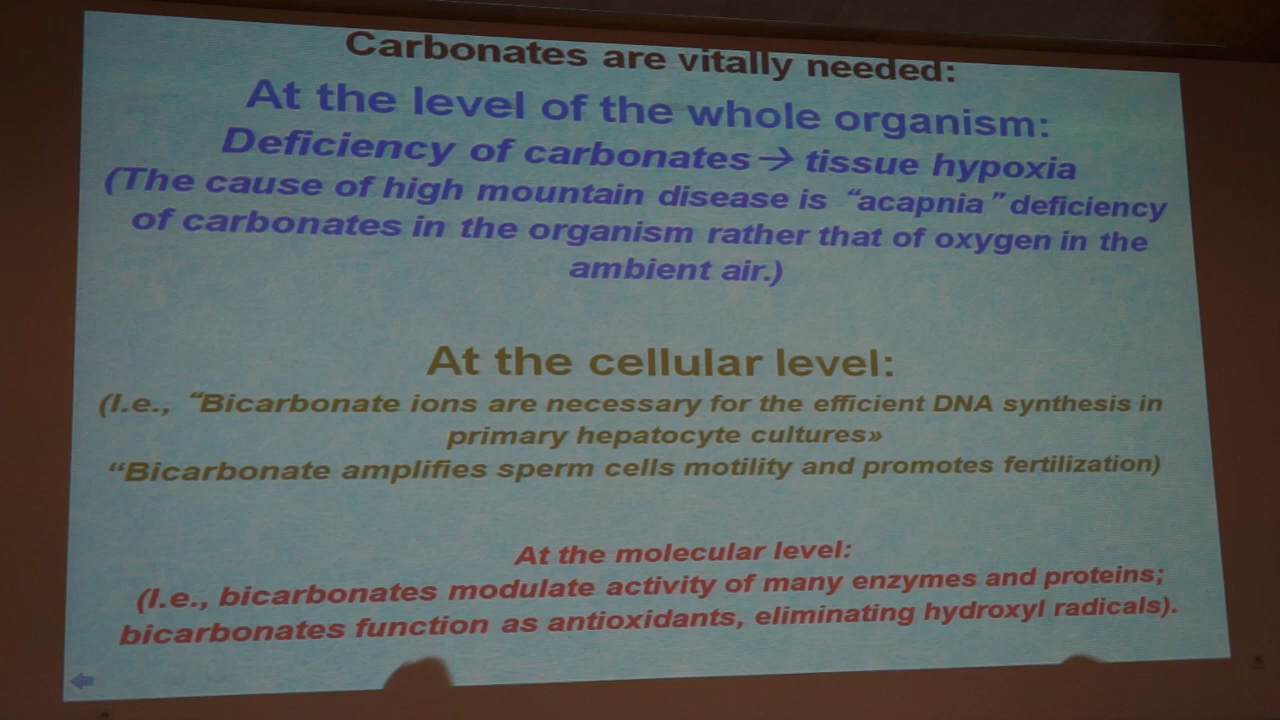 Carbonates are vitally needed:
At the level of the whole organism:
Deficiency of carbonates→ tissue hypoxia
(The cause of high mountain disease is “acapnia” deficiency
of carbonates in the organism rather that of oxygen in the
ambient air.)
At the cellular level:
(I.e., “Bicarbonate ions are necessary for the efficient DNA synthesis in
primary hepatocyte cultures»
“Bicarbonate amplifies sperm cells motility and promotes fertilization)
At the molecular level:
(I.e., bicarbonates modulate activity of many enzymes and proteins;
bicarbonates function as antioxidants, eliminating hydroxyl radicals).